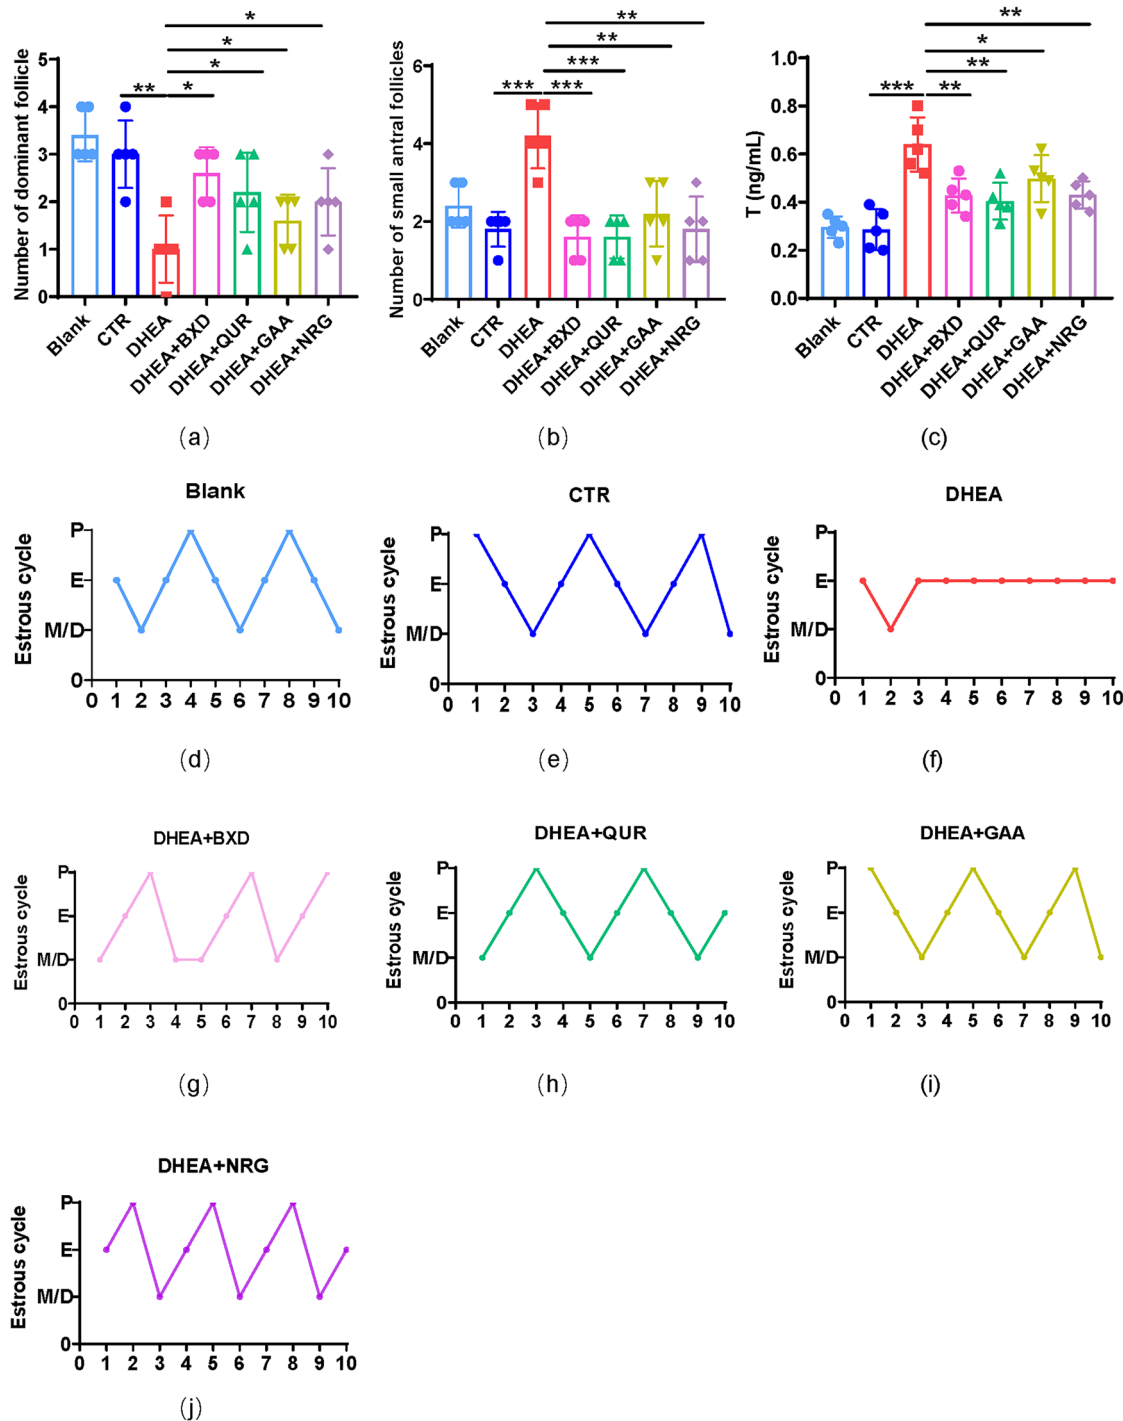 Number of dominant follicle
5
4
3
2
1
0
** * * * *
Blank CTR DHEA DHEA+BXD DHEA+QUR DHEA+GAA DHEA+NRG
(a)
Number of small antral follicles
6
4
2
0
*** *** *** ** **
Blank CTR DHEA DHEA+BXD DHEA+QUR DHEA+GAA DHEA+NRG
(b)
T (ng/mL)
1.0
0.8
0.6
0.4
0.2
0.0
*** ** ** * **
Blank CTR DHEA DHEA+BXD DHEA+QUR DHEA+GAA DHEA+NRG
(c)
Blank
Estrous cycle
P
E
M/D
0
0 1 2 3 4 5 6 7 8 9 10
(d)
CTR
Estrous cycle
P
E
M/D
0
0 1 2 3 4 5 6 7 8 9 10
(e)
DHEA
Estrous cycle
P
E
M/D
0
0 1 2 3 4 5 6 7 8 9 10
(f)
DHEA+BXD
Estrous cycle
P
E
M/D
0
0 1 2 3 4 5 6 7 8 9 10
(g)
DHEA+QUR
Estrous cycle
P
E
M/D
0
0 1 2 3 4 5 6 7 8 9 10
(h)
DHEA+GAA
Estrous cycle
P
E
M/D
0
0 1 2 3 4 5 6 7 8 9 10
(i)
DHEA+NRG
Estrous cycle
P
E
M/D
0
0 1 2 3 4 5 6 7 8 9 10
(j)